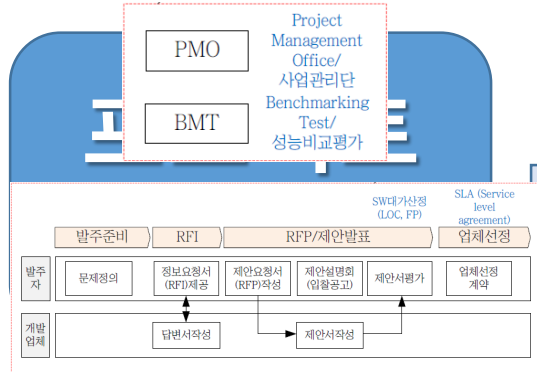 PMO
Project
Management
Office/
사업관리단
BMT
Benchmarking
Test/
성능비교평가
SW대가산정
(LOC, FP)
SLA (Service
level
agreement)
발주준비
RFI
RFP/제안발표
업체선정
발주
자
문제정의
정보요청서
(RFI)제공
제안요청서
(RFP)작성
제안설명회
(입찰공고)
제안서평가
업체선정
계약
개발
업체
답변서작성
제안서작성